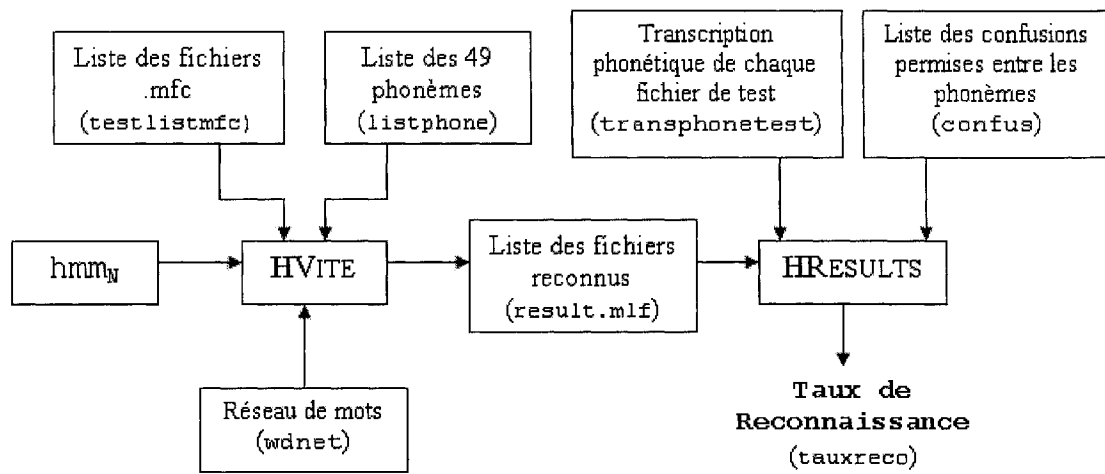 Liste des fichiers
.mfc
(testlistmfc)
Liste des 49
phonèmes
(listphone)
Transcription
phonétique de chaque
fichier de test
(transphonetest)
Liste des confusions
permises entre les
phonèmes
(confus)
hmmN
HVITE
Liste des fichiers
reconnus
(result.mlf)
HRESULTS
Réseau de mots
(wdnet)
Taux de
Reconnaissance
(tauxreco)